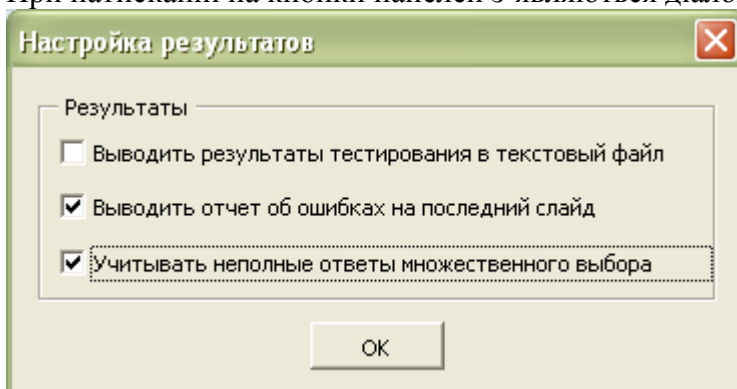 Настройка результатов
Результаты
Выводить результаты тестирования в текстовый файл
Выводить отчет об ошибках на последний слайд
Учитывать неполные ответы множественного выбора
OK